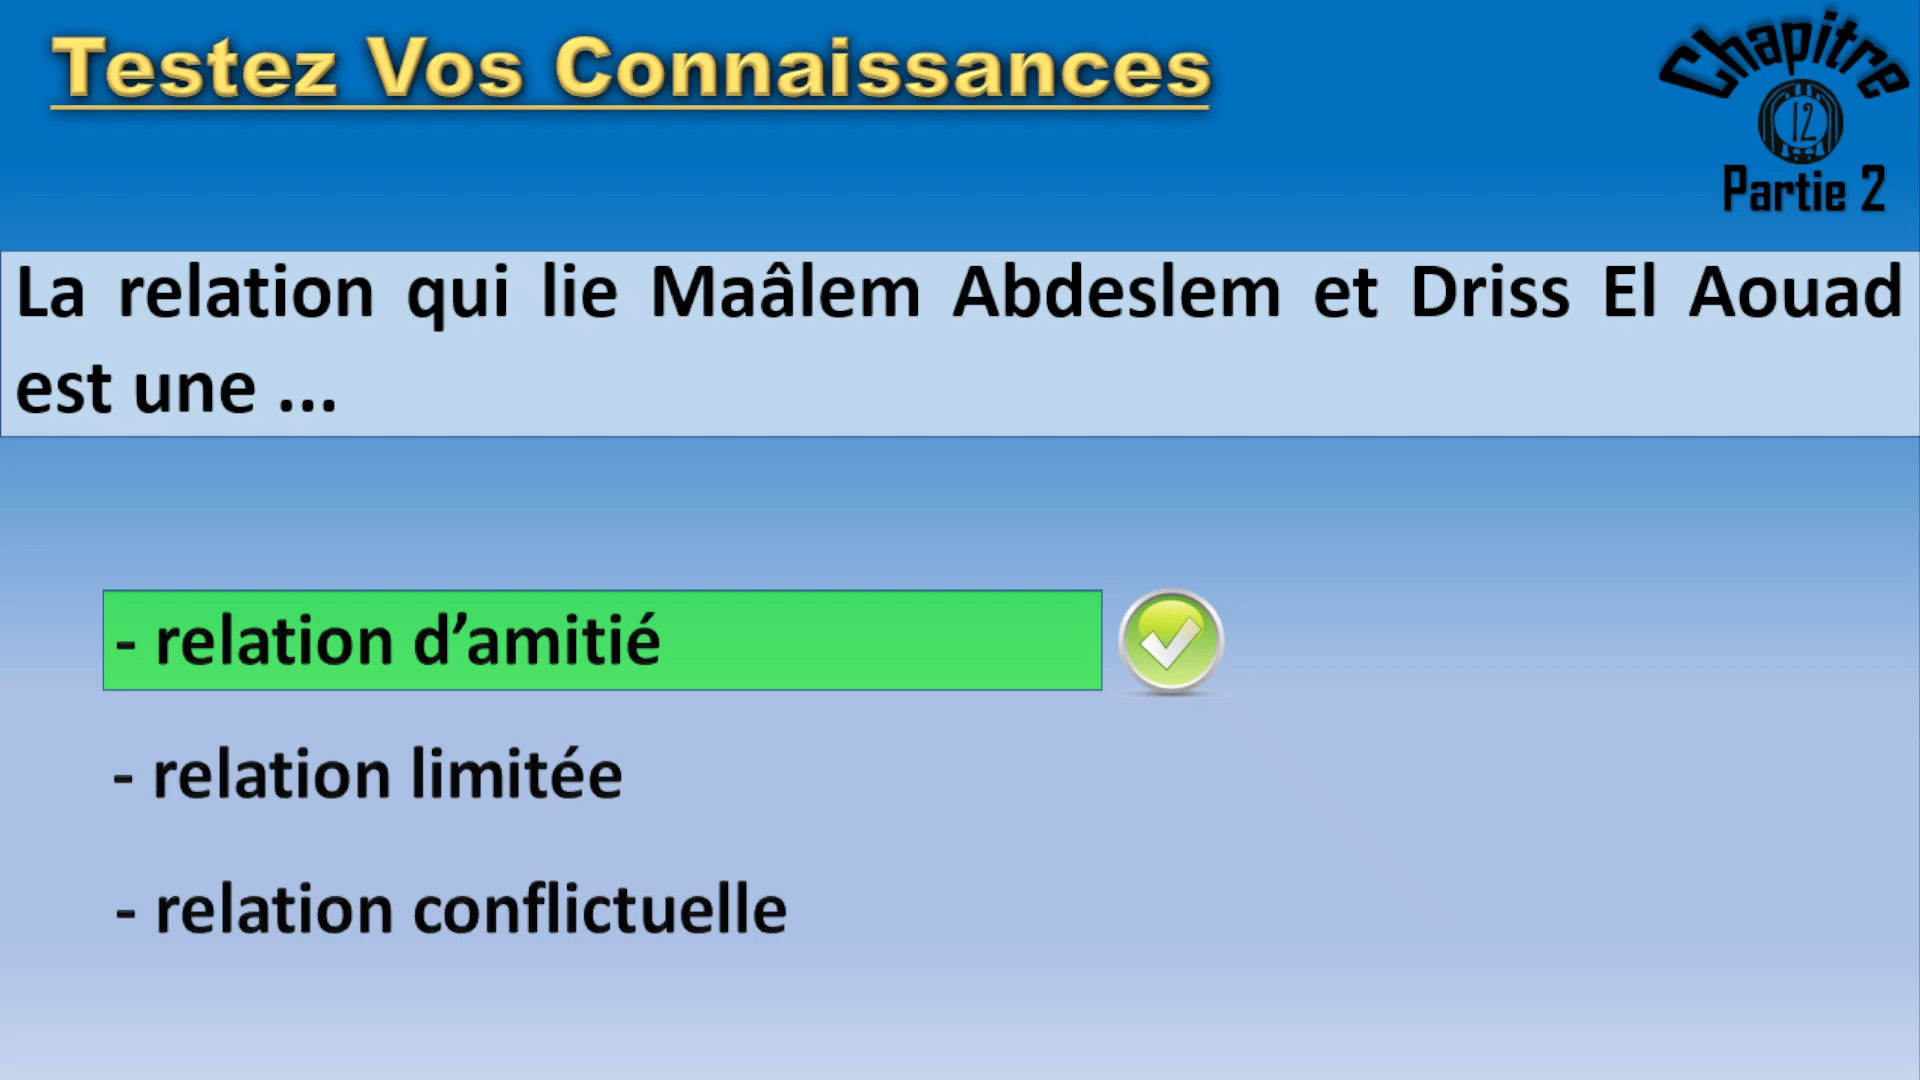 Testez Vos Connaissances
Chapitre
12
Partie 2
La relation qui lie Maâlem Abdeslem et Driss El Aouad
est une ...
- relation d’amitié
- relation limitée
- relation conflictuelle